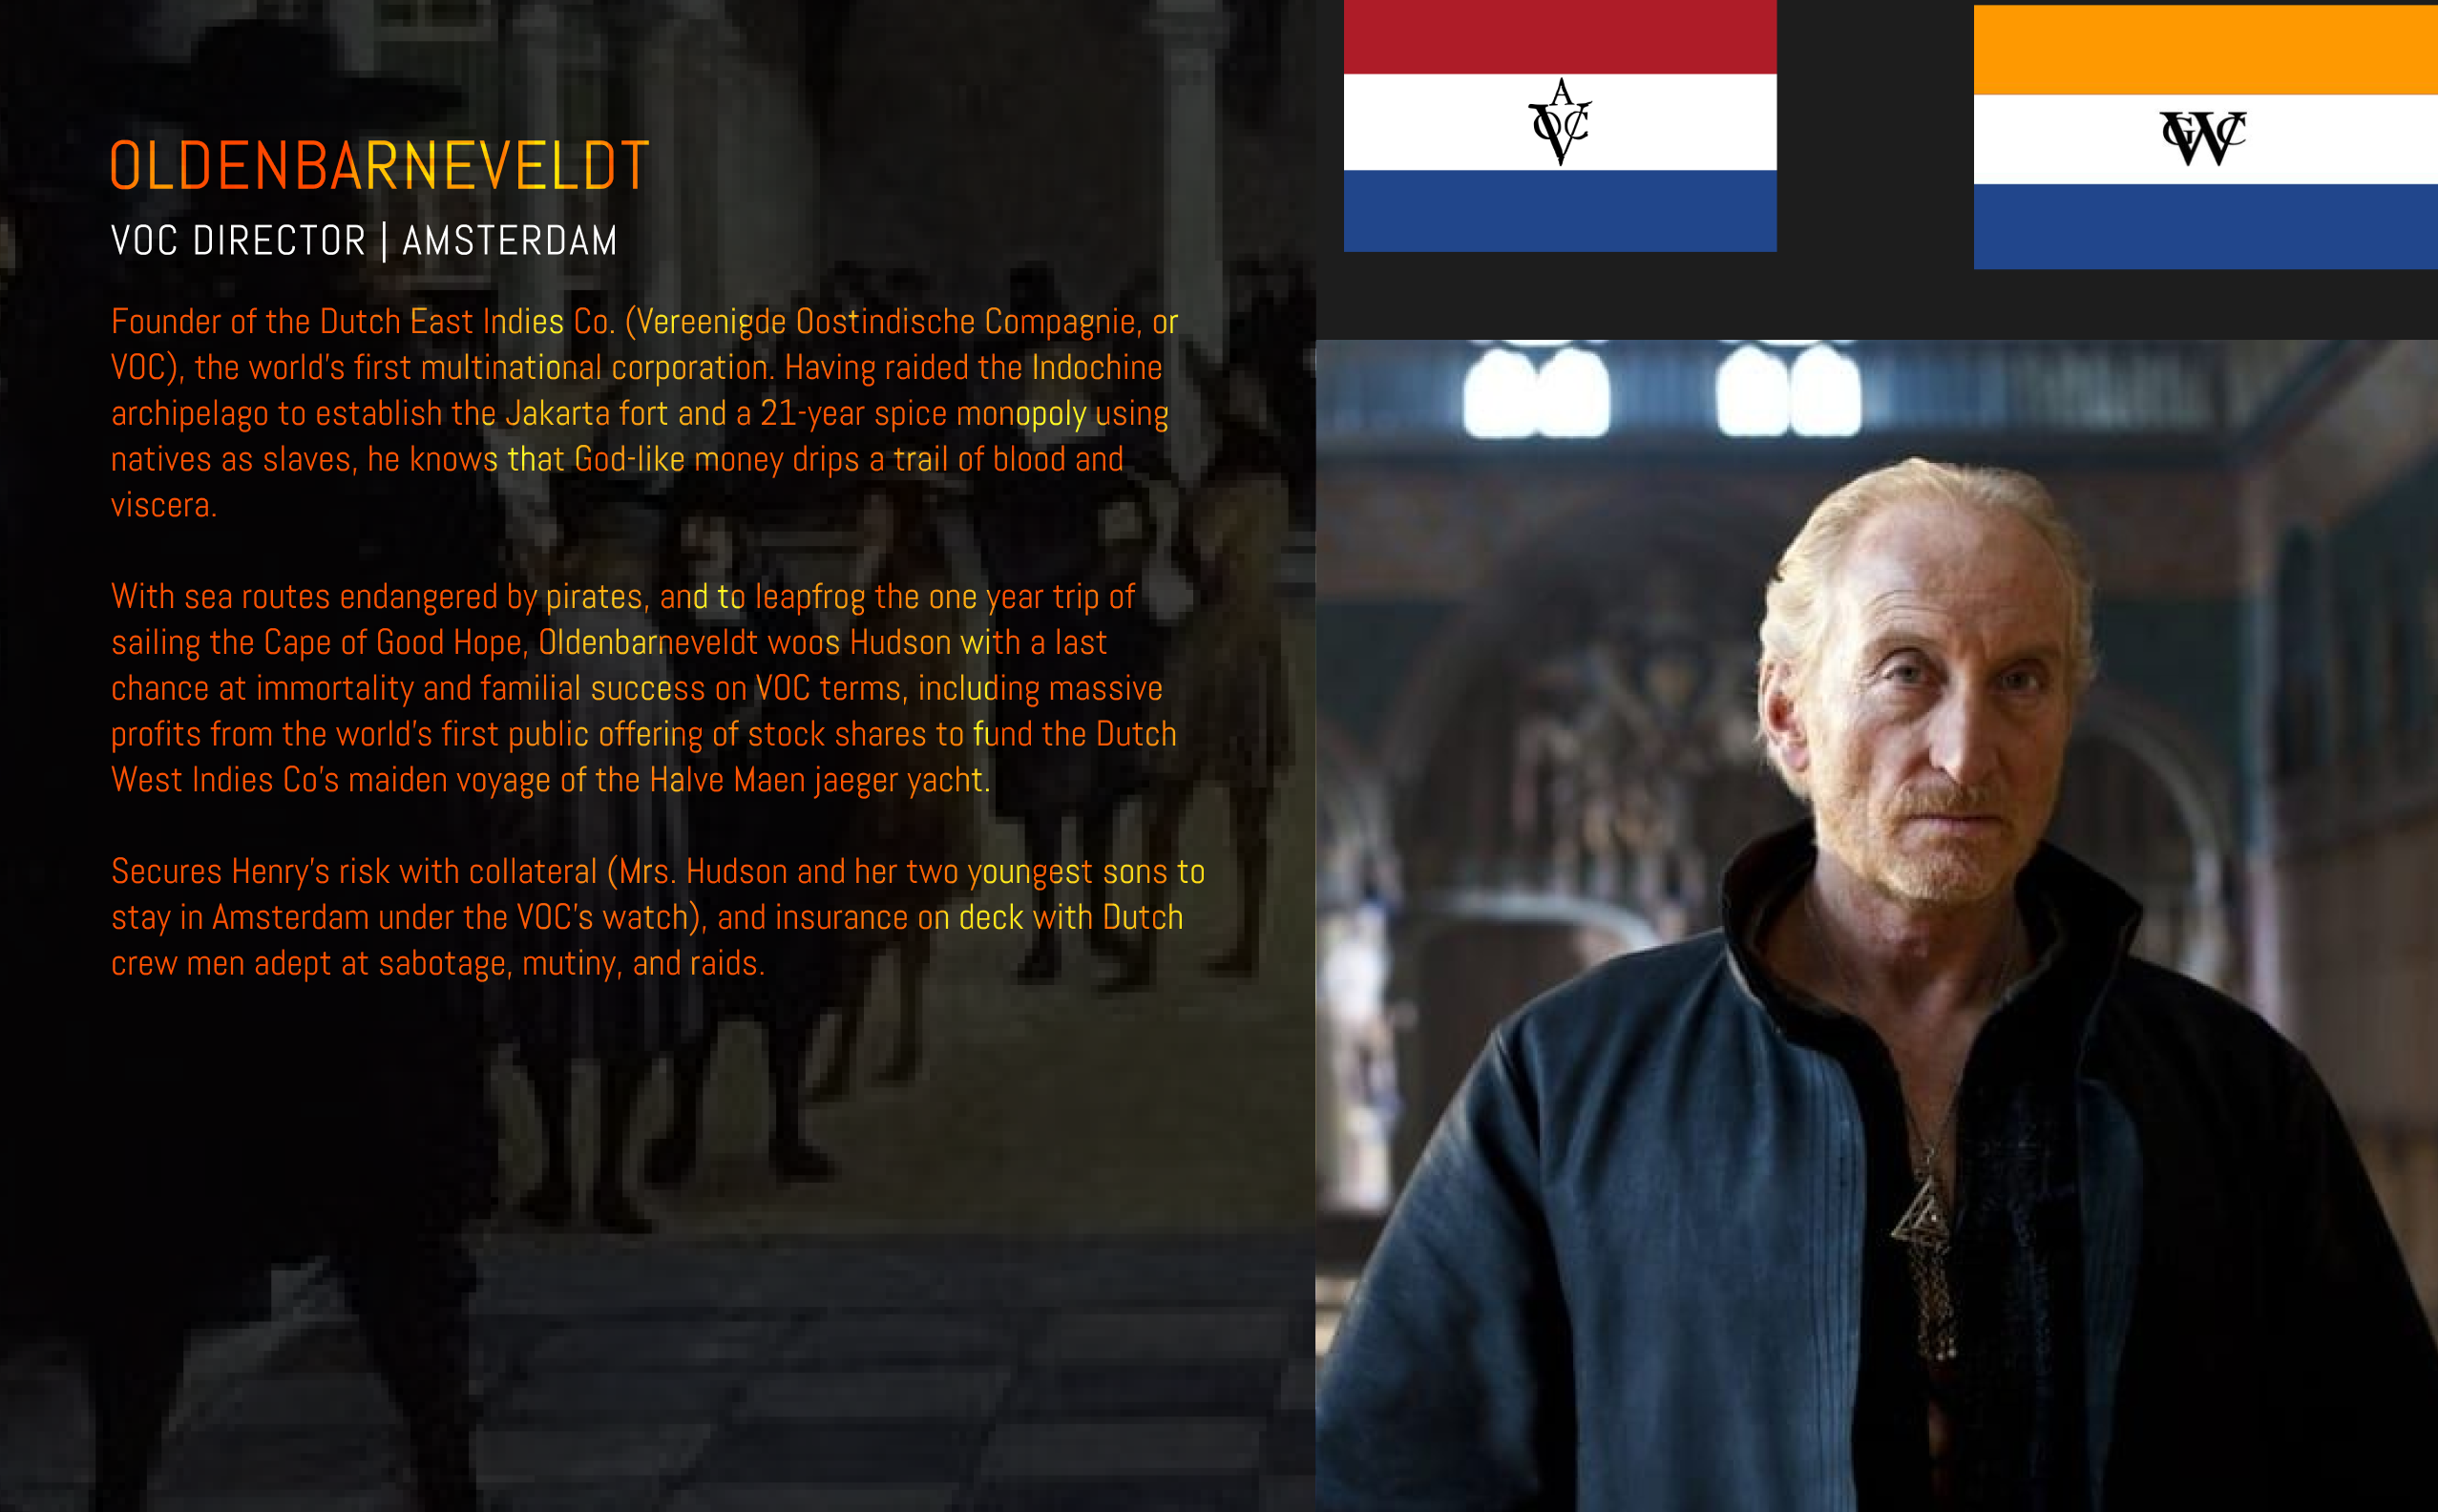 OLDENBARNEVELDT
VOC DIRECTOR | AMSTERDAM
Founder of the Dutch East Indies Co. (Vereenigde Oostindische Compagnie, or
VOC), the world's first multinational corporation. Having raided the Indochine
archipelago to establish the Jakarta fort and a 21-year spice monopoly using
natives as slaves, he knows that God-like money drips a trail of blood and
viscera.
With sea routes endangered by pirates, and to leapfrog the one year trip of
sailing the Cape of Good Hope, Oldenbarneveldt woos Hudson with a last
chance at immortality and familial success on VOC terms, including massive
profits from the world's first public offering of stock shares to fund the Dutch
West Indies Co's maiden voyage of the Halve Maen jaeger yacht.
Secures Henry's risk with collateral (Mrs. Hudson and her two youngest sons to
stay in Amsterdam under the VOC's watch), and insurance on deck with Dutch
crew men adept at sabotage, mutiny, and raids.
A
VOC
GWC